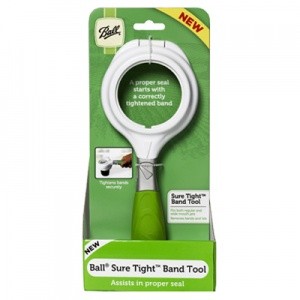 Ball
NEW
A proper seal
starts with
a correctly
tightened band.
Tightens bands
securely
Sure Tight™
Band Tool
NEW
Ball® Sure Tight™ Band Tool
Assists in proper seal